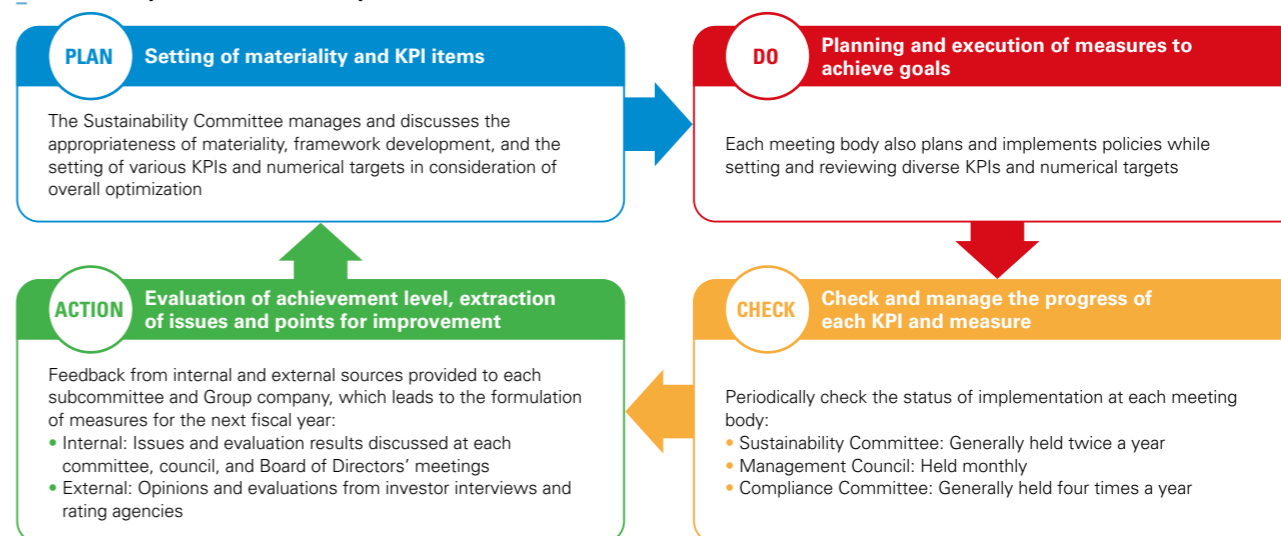 PLAN
Setting of materiality and KPI items
The Sustainability Committee manages and discusses the
appropriateness of materiality, framework development, and the
setting of various KPIs and numerical targets in consideration of
overall optimization
DO
Planning and execution of measures to
achieve goals
Each meeting body also plans and implements policies while
setting and reviewing diverse KPIs and numerical targets
ACTION
Evaluation of achievement level, extraction
of issues and points for improvement
Feedback from internal and external sources provided to each
subcommittee and Group company, which leads to the formulation
of measures for the next fiscal year:
• Internal: Issues and evaluation results discussed at each
committee, council, and Board of Directors’ meetings
• External: Opinions and evaluations from investor interviews and
rating agencies
CHECK
Check and manage the progress of
each KPI and measure
Periodically check the status of implementation at each meeting
body:
• Sustainability Committee: Generally held twice a year
• Management Council: Held monthly
• Compliance Committee: Generally held four times a year